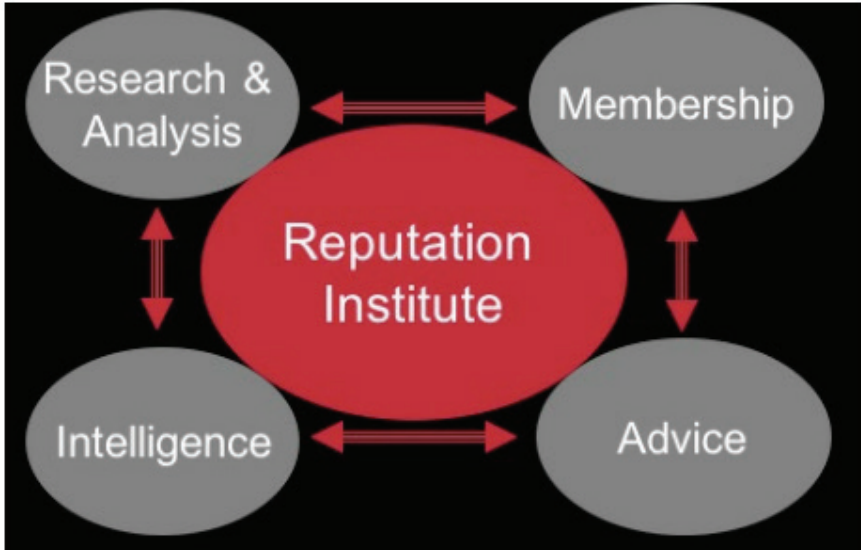 Research &
Analysis
Membership
Reputation
Institute
Intelligence
Advice